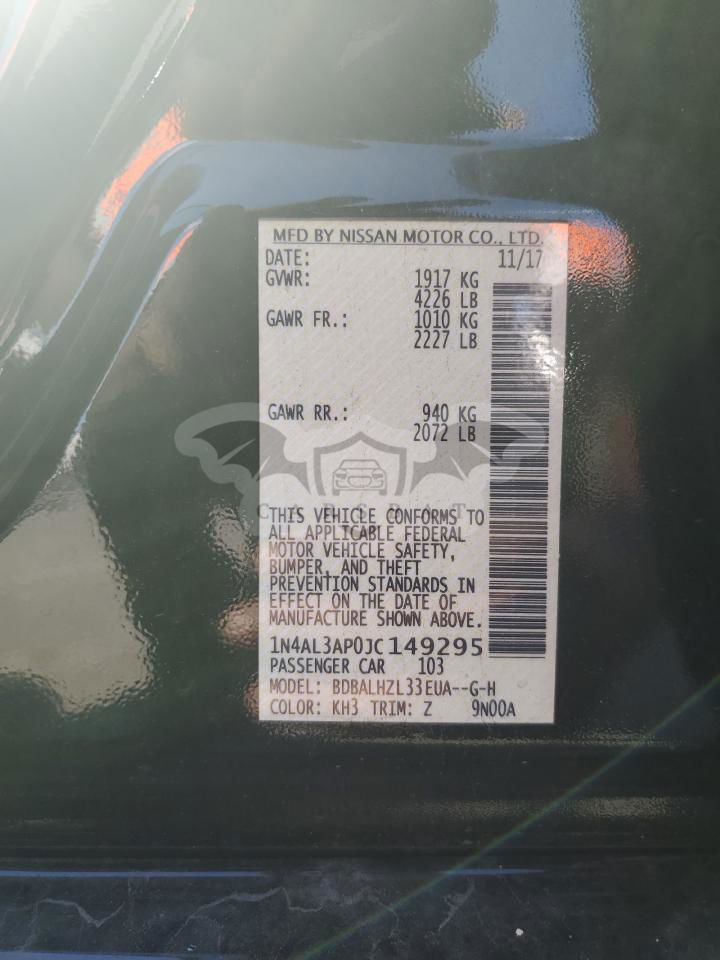 MFD BY NISSAN MOTOR CO., LTD.
DATE: 11/17
GVWR: 1917 KG
4226 LB
GAWR FR.: 1010 KG
2227 LB
GAWR RR.: 940 KG
2072 LB
THIS VEHICLE CONFORMS TO
ALL APPLICABLE FEDERAL
MOTOR VEHICLE SAFETY,
BUMPER, AND THEFT
PREVENTION STANDARDS IN
EFFECT ON THE DATE OF
MANUFACTURE SHOWN ABOVE.
1N4AL3AP0JC149295
PASSENGER CAR 103
MODEL: BDBALHZL33EUA--G-H
COLOR: KH3 TRIM: Z 9N00A